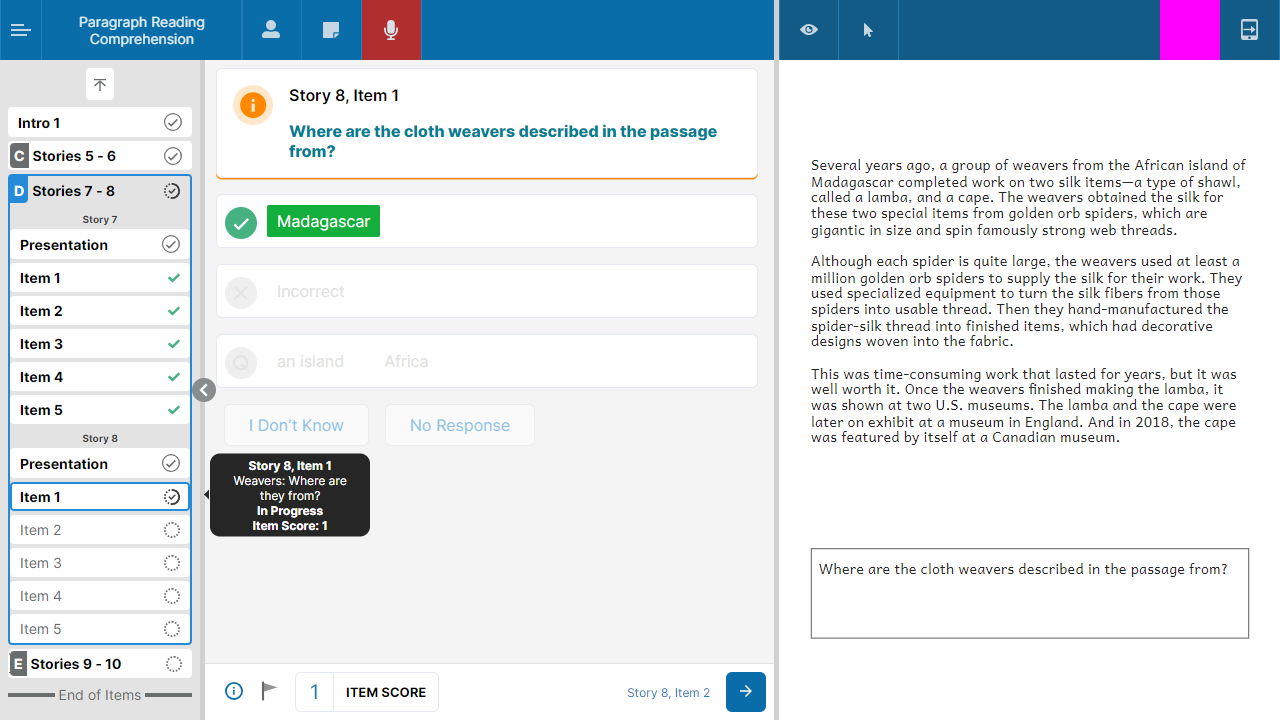 Paragraph Reading
Comprehension
Intro 1
C Stories 5 - 6
D Stories 7 - 8
Story 7
Presentation
Item 1
Item 2
Item 3
Item 4
Item 5
Story 8
Presentation
Item 1
Item 2
Item 3
Item 4
Item 5
E Stories 9 - 10
End of Items
Story 8, Item 1
Where are the cloth weavers described in the passage
from?
Madagascar
Incorrect
Q an island Africa
I Don't Know No Response
Story 8, Item 1
Weavers: Where are
they from?
In Progress
Item Score: 1
1 ITEM SCORE
Story 8, Item 2
Several years ago, a group of weavers from the African island of
Madagascar completed work on two silk items—a type of shawl,
called a lamba, and a cape. The weavers obtained the silk for
these two special items from golden orb spiders, which are
gigantic in size and spin famously strong web threads.
Although each spider is quite large, the weavers used at least a
million golden orb spiders to supply the silk for their work. They
used specialized equipment to turn the silk fibers from those
spiders into usable thread. Then they hand-manufactured the
spider-silk thread into finished items, which had decorative
designs woven into the fabric.
This was time-consuming work that lasted for years, but it was
well worth it. Once the weavers finished making the lamba, it
was shown at two U.S. museums. The lamba and the cape were
later on exhibit at a museum in England. And in 2018, the cape
was featured by itself at a Canadian museum.
Where are the cloth weavers described in the passage from?